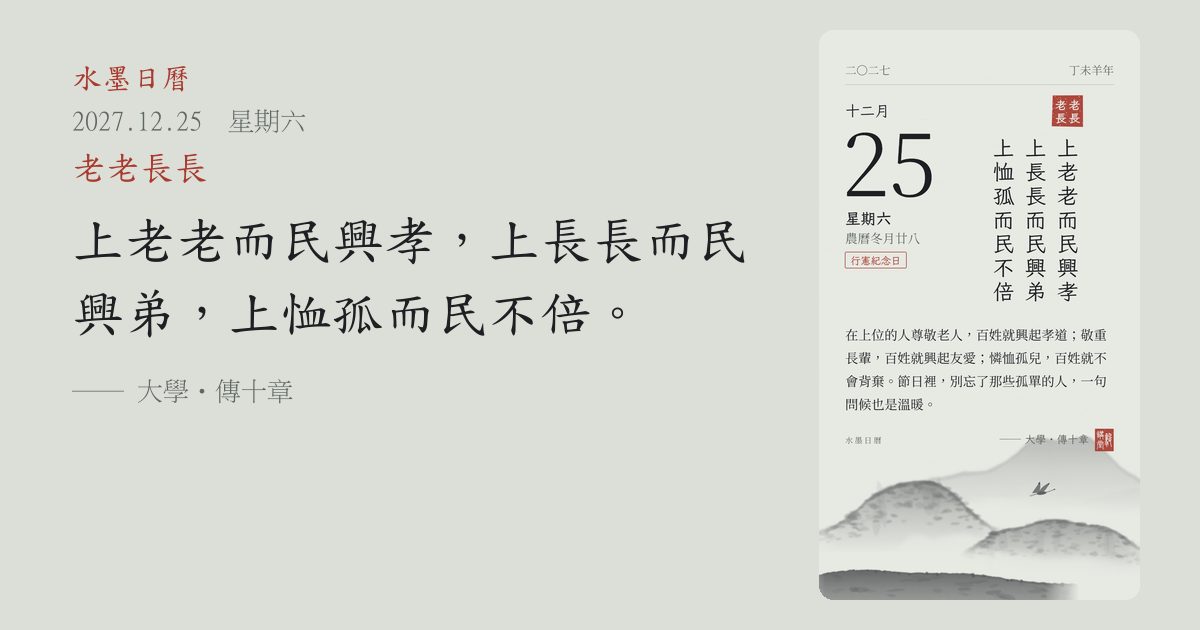 水墨日曆
2027.12.25 星期六
老老長長
上老老而民興孝，上長長而民
興弟，上恤孤而民不倍。
—— 大學・傳十章
二〇二七
丁未羊年
十二月
25
星期六
農曆冬月廿八
行憲紀念日
老老
長長
上老老而民興孝
上長長而民興弟
上恤孤而民不倍
在上位的人尊敬老人，百姓就興起孝道；敬重
長輩，百姓就興起友愛；憐恤孤兒，百姓就不
會背棄。節日裡，別忘了那些孤單的人，一句
問候也是溫暖。
水墨日曆
—— 大學・傳十章